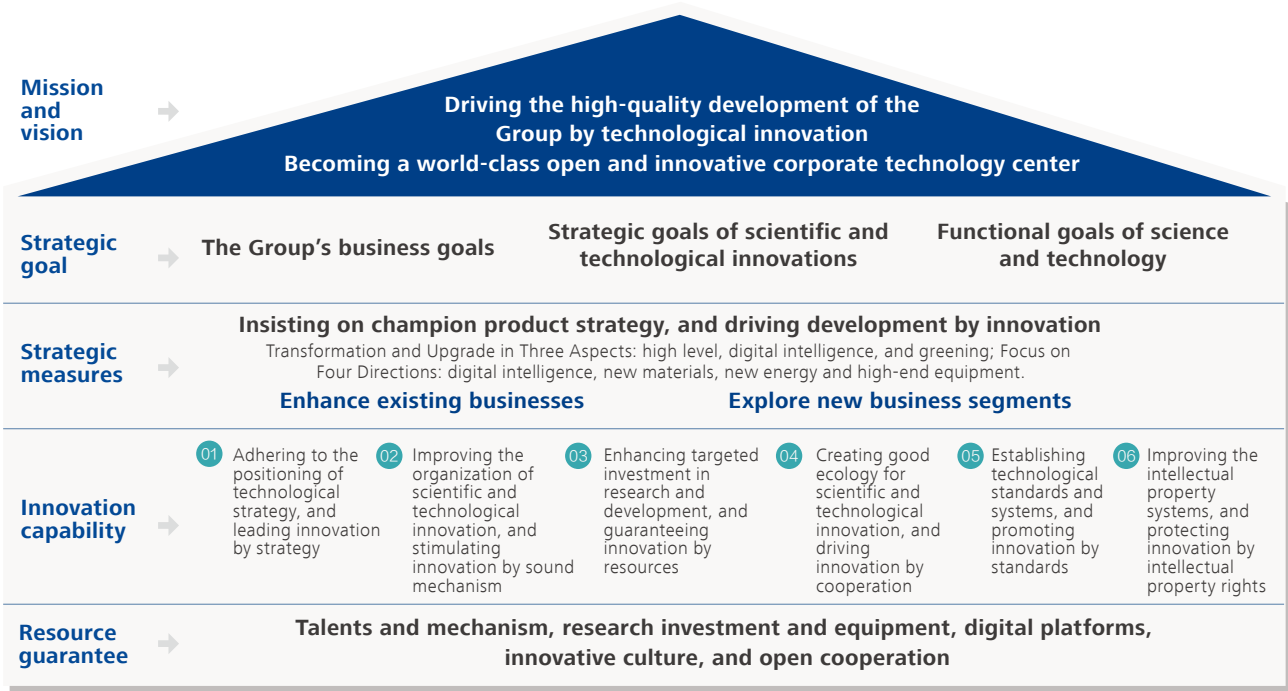 Mission
and
vision
Driving the high-quality development of the
Group by technological innovation
Becoming a world-class open and innovative corporate technology center
Strategic
goal
The Group's business goals
Strategic goals of scientific and
technological innovations
Functional goals of science
and technology
Strategic
measures
Insisting on champion product strategy, and driving development by innovation
Transformation and Upgrade in Three Aspects: high level, digital intelligence, and greening; Focus on
Four Directions: digital intelligence, new materials, new energy and high-end equipment.
Enhance existing businesses
Explore new business segments
Innovation
capability
01
Adhering to the
positioning of
technological
strategy, and
leading innovation
by strategy
02
Improving the
organization of
scientific and
technological
innovation, and
stimulating
innovation by sound
mechanism
03
Enhancing targeted
investment in
research and
development, and
guaranteeing
innovation by
resources
04
Creating good
ecology for
scientific and
technological
innovation, and
driving
innovation by
cooperation
05
Establishing
technological
standards and
systems, and
promoting
innovation by
standards
06
Improving the
intellectual
property
systems, and
protecting
innovation by
intellectual
property rights
Resource
guarantee
Talents and mechanism, research investment and equipment, digital platforms,
innovative culture, and open cooperation